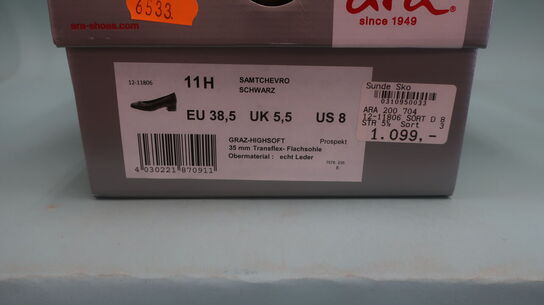 6533.
ara-shoes.com
ara®
since 1949
12-11806
11H
SAMTCHEVRO
SCHWARZ
EU 38,5 UK 5,5 US 8
GRAZ-HIGHSOFT Prospekt
35 mm Transflex- Flachsohle
Obermaterial : echt Leder
4 030221 870911
Sunde Sko
0310950033
ARA 200 704
12-11806 SORT D 8
STR 5½ Sort 3
1.099,-